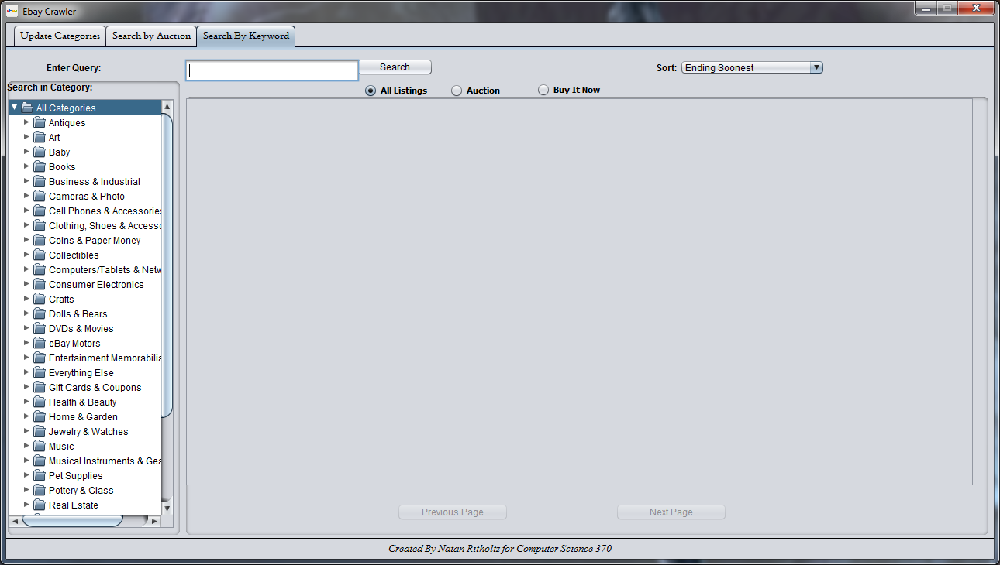 Ebay Crawler
Update Categories Search by Auction Search By Keyword
Enter Query: Search Sort: Ending Soonest
Search in Category: All Listings Auction Buy It Now
All Categories
Antiques
Art
Baby
Books
Business & Industrial
Cameras & Photo
Cell Phones & Accessories
Clothing, Shoes & Accesso
Coins & Paper Money
Collectibles
Computers/Tablets & Netw
Consumer Electronics
Crafts
Dolls & Bears
DVDs & Movies
eBay Motors
Entertainment Memorabilia
Everything Else
Gift Cards & Coupons
Health & Beauty
Home & Garden
Jewelry & Watches
Music
Musical Instruments & Gea
Pet Supplies
Pottery & Glass
Real Estate
Previous Page Next Page
Created By Natan Ritholtz for Computer Science 370